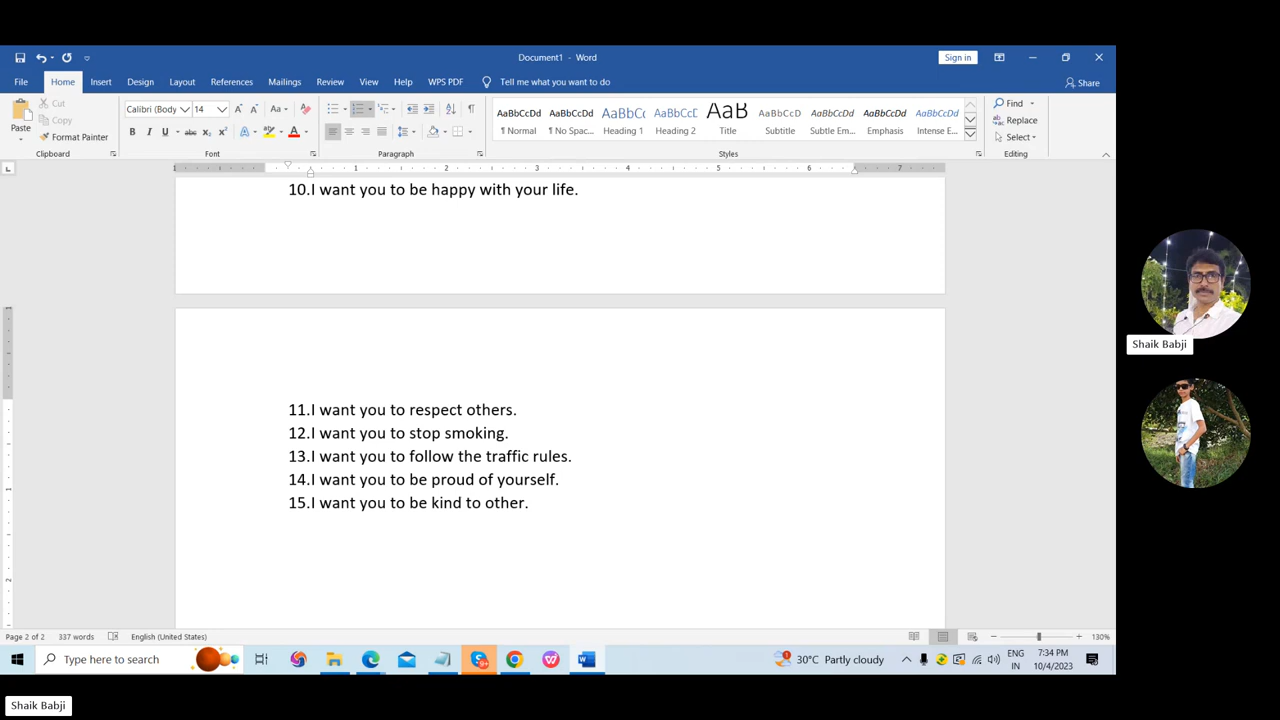 Document1 - Word
Sign in
File Home Insert Design Layout References Mailings Review View Help WPS PDF Tell me what you want to do
Share
Paste
Cut
Copy
Format Painter
Clipboard
Calibri (Body 14
Font
Paragraph
AaBbCcDd AaBbCcDd AaBbC( AaBbCcC AaB AaBbCcD AaBbCcDd AaBbCcDd AaBbCcDd
¶ Normal ¶ No Spac... Heading 1 Heading 2 Title Subtitle Subtle Em... Emphasis Intense E...
Styles
Find
Replace
Select
Editing
10.I want you to be happy with your life.
11.I want you to respect others.
12.I want you to stop smoking.
13.I want you to follow the traffic rules.
14.I want you to be proud of yourself.
15.I want you to be kind to other.
Shaik Babji
Page 2 of 2 337 words English (United States) 130%
Type here to search
30°C Partly cloudy
ENG
IN
7:34 PM
10/4/2023
Shaik Babji